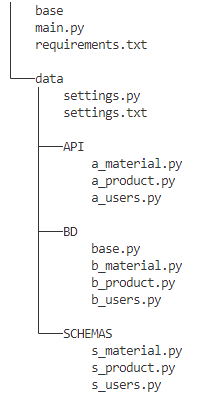 base
main.py
requirements.txt
data
settings.py
settings.txt
API
a_material.py
a_product.py
a_users.py
BD
base.py
b_material.py
b_product.py
b_users.py
SCHEMAS
s_material.py
s_product.py
s_users.py